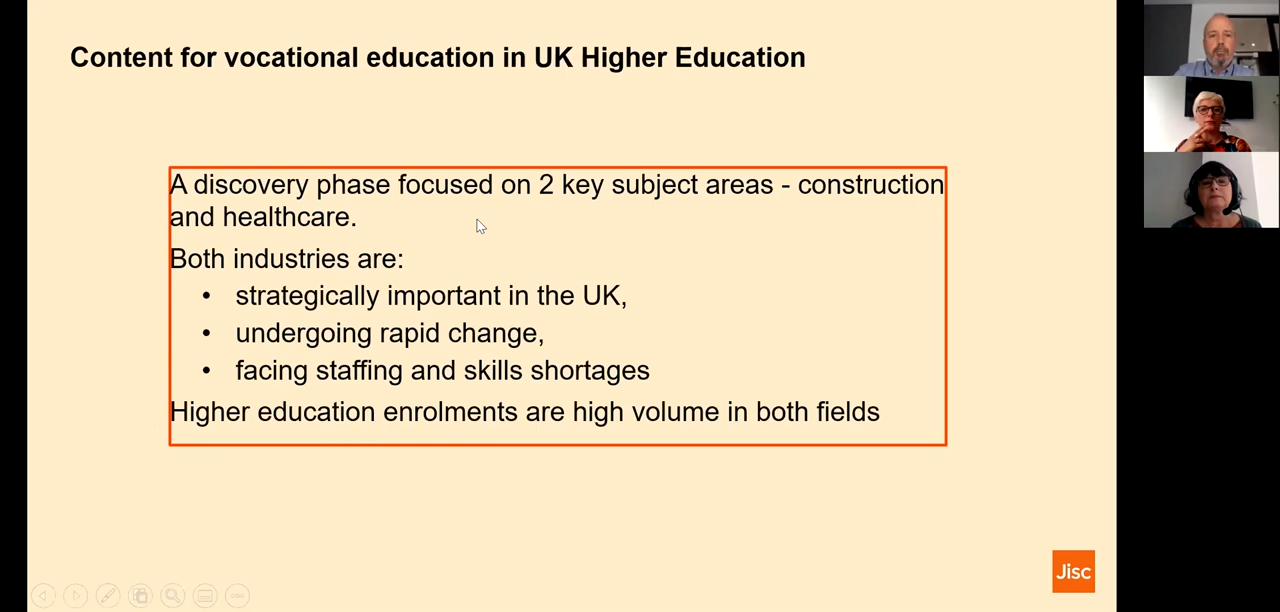 Content for vocational education in UK Higher Education
A discovery phase focused on 2 key subject areas - construction
and healthcare.
Both industries are:
• strategically important in the UK,
• undergoing rapid change,
• facing staffing and skills shortages
Higher education enrolments are high volume in both fields
Jisc